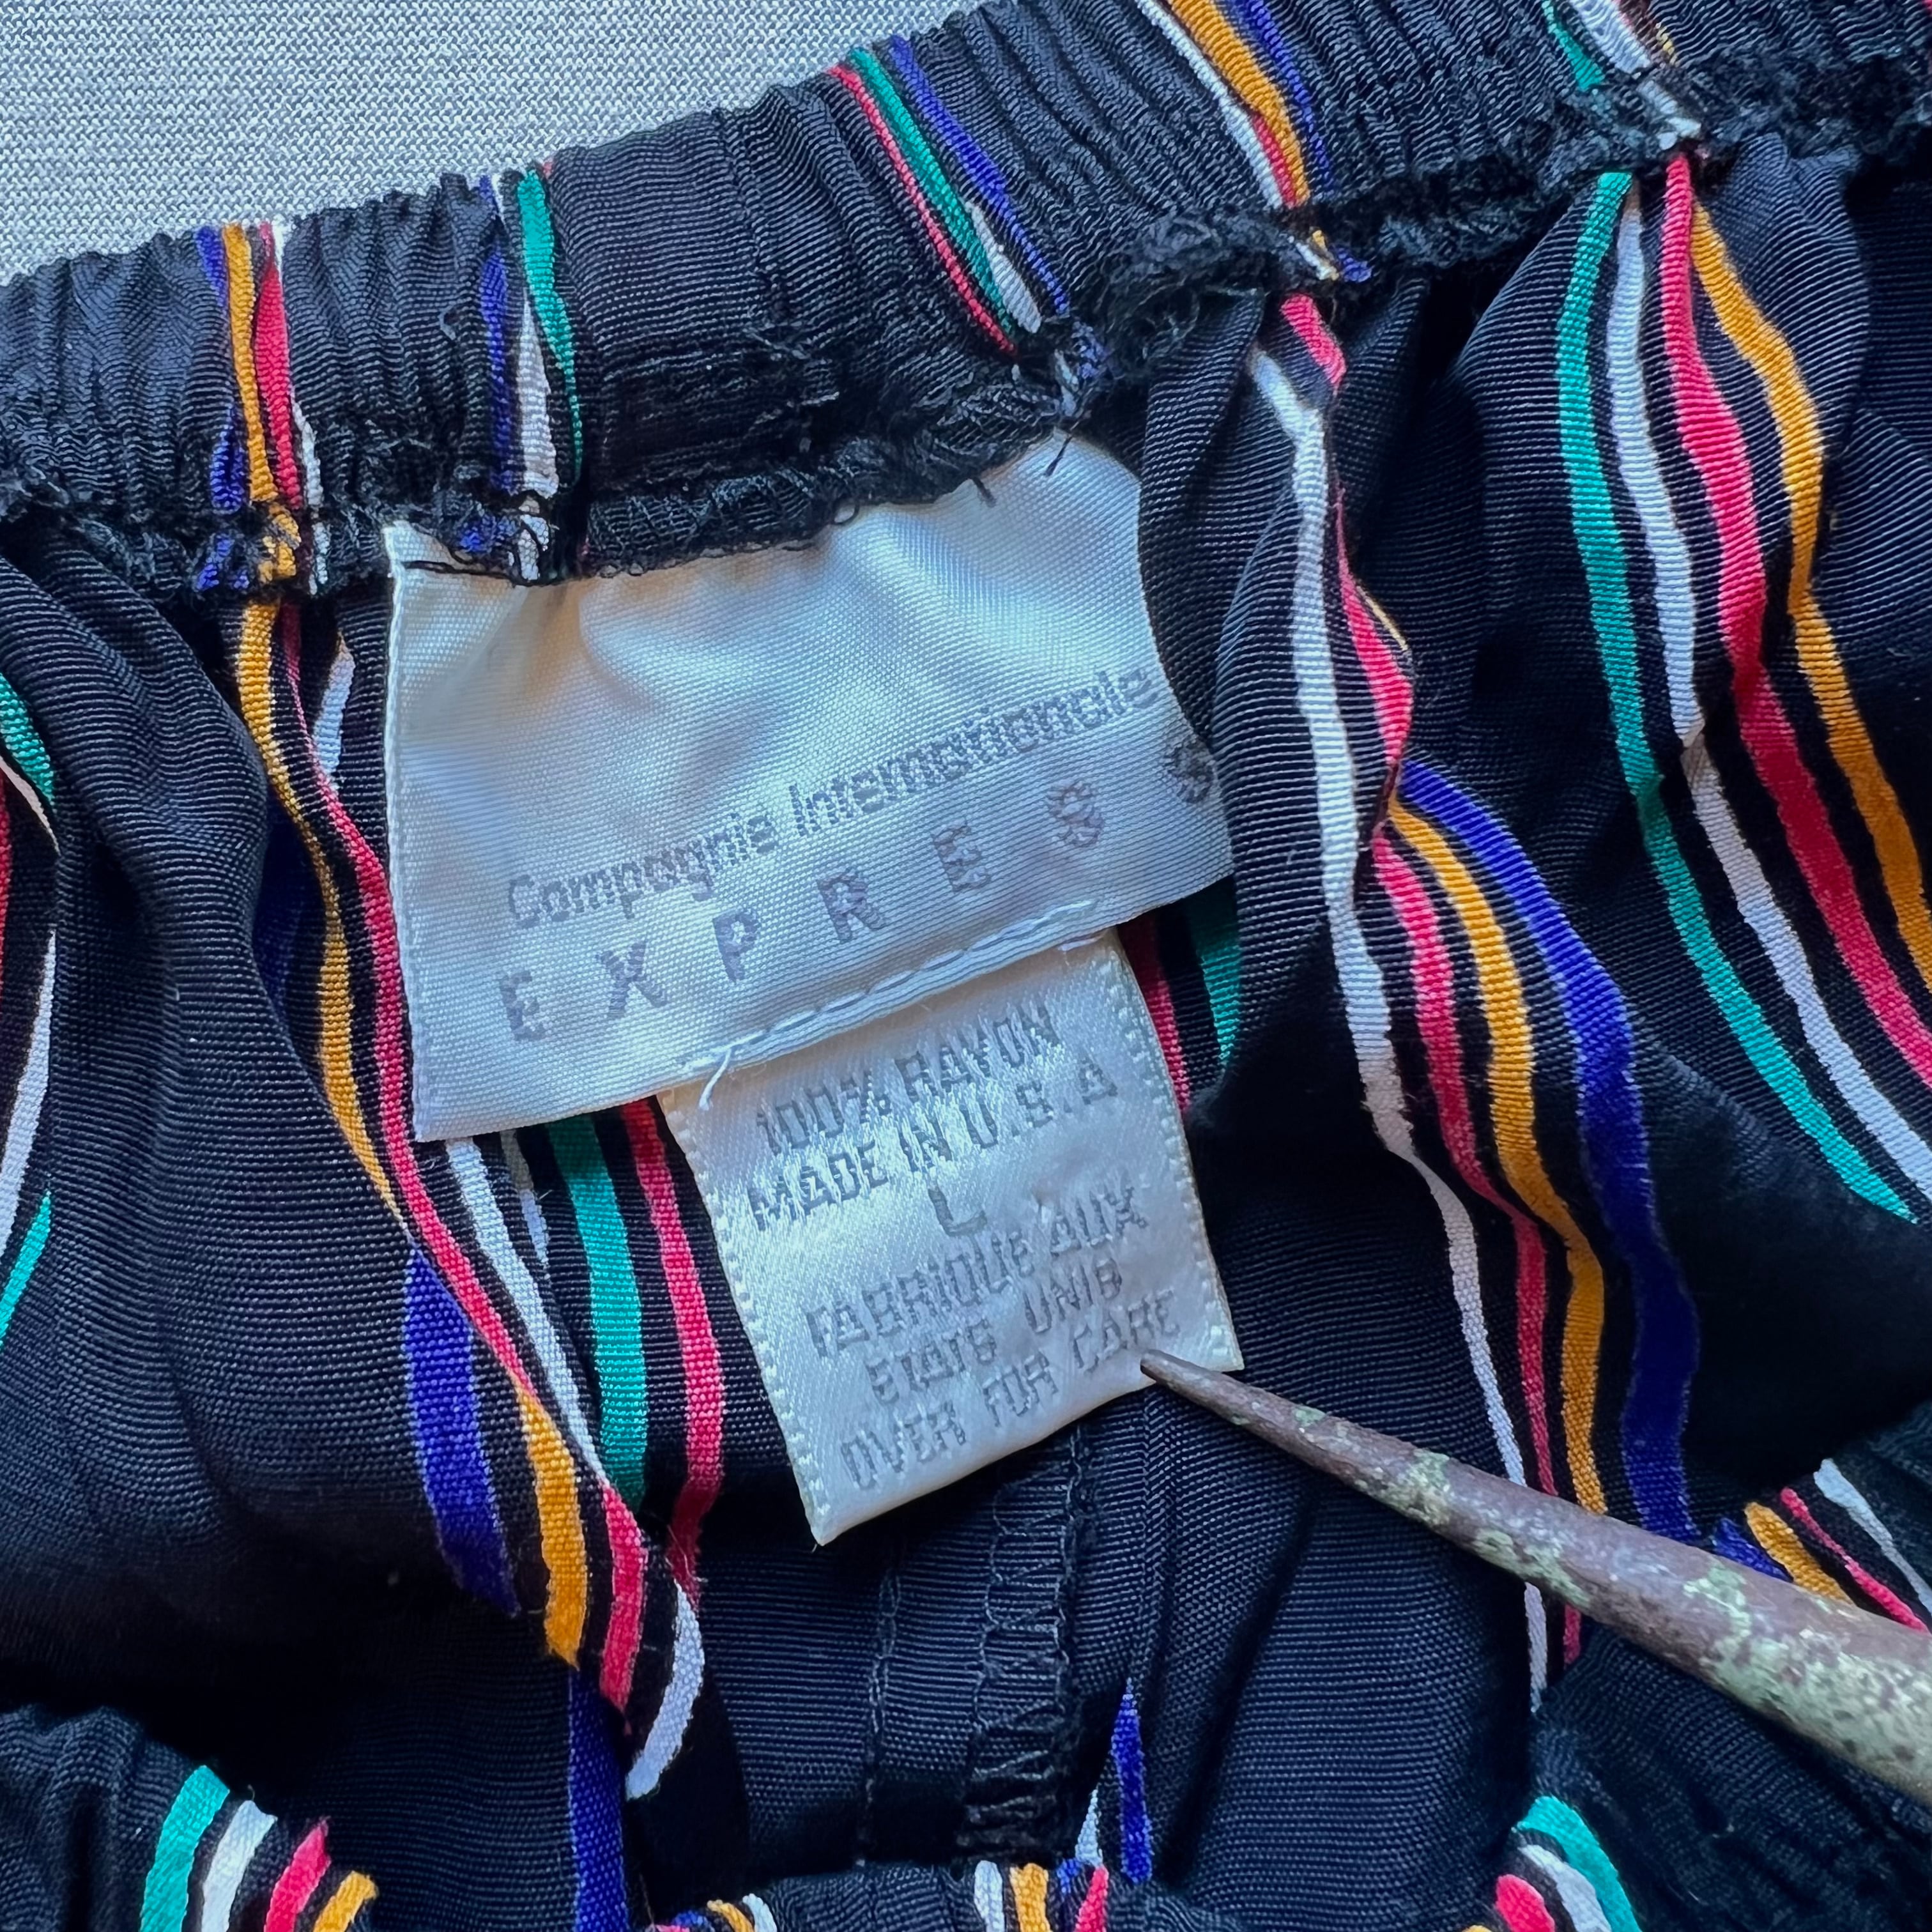 Compagnie Internationale
EXPRESS
100% RAYON
MADE IN U.S.A
L
FABRIQUE AUX
ETATS UNIS
OVER FOR CARE